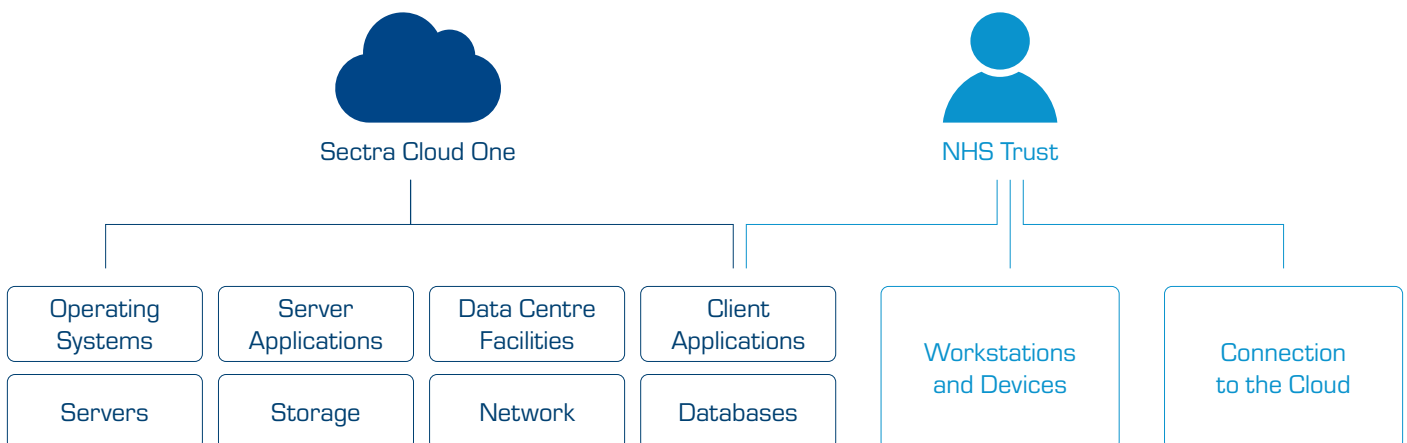 Sectra Cloud One
NHS Trust
Operating
Systems
Server
Applications
Data Centre
Facilities
Client
Applications
Workstations
and Devices
Connection
to the Cloud
Servers
Storage
Network
Databases